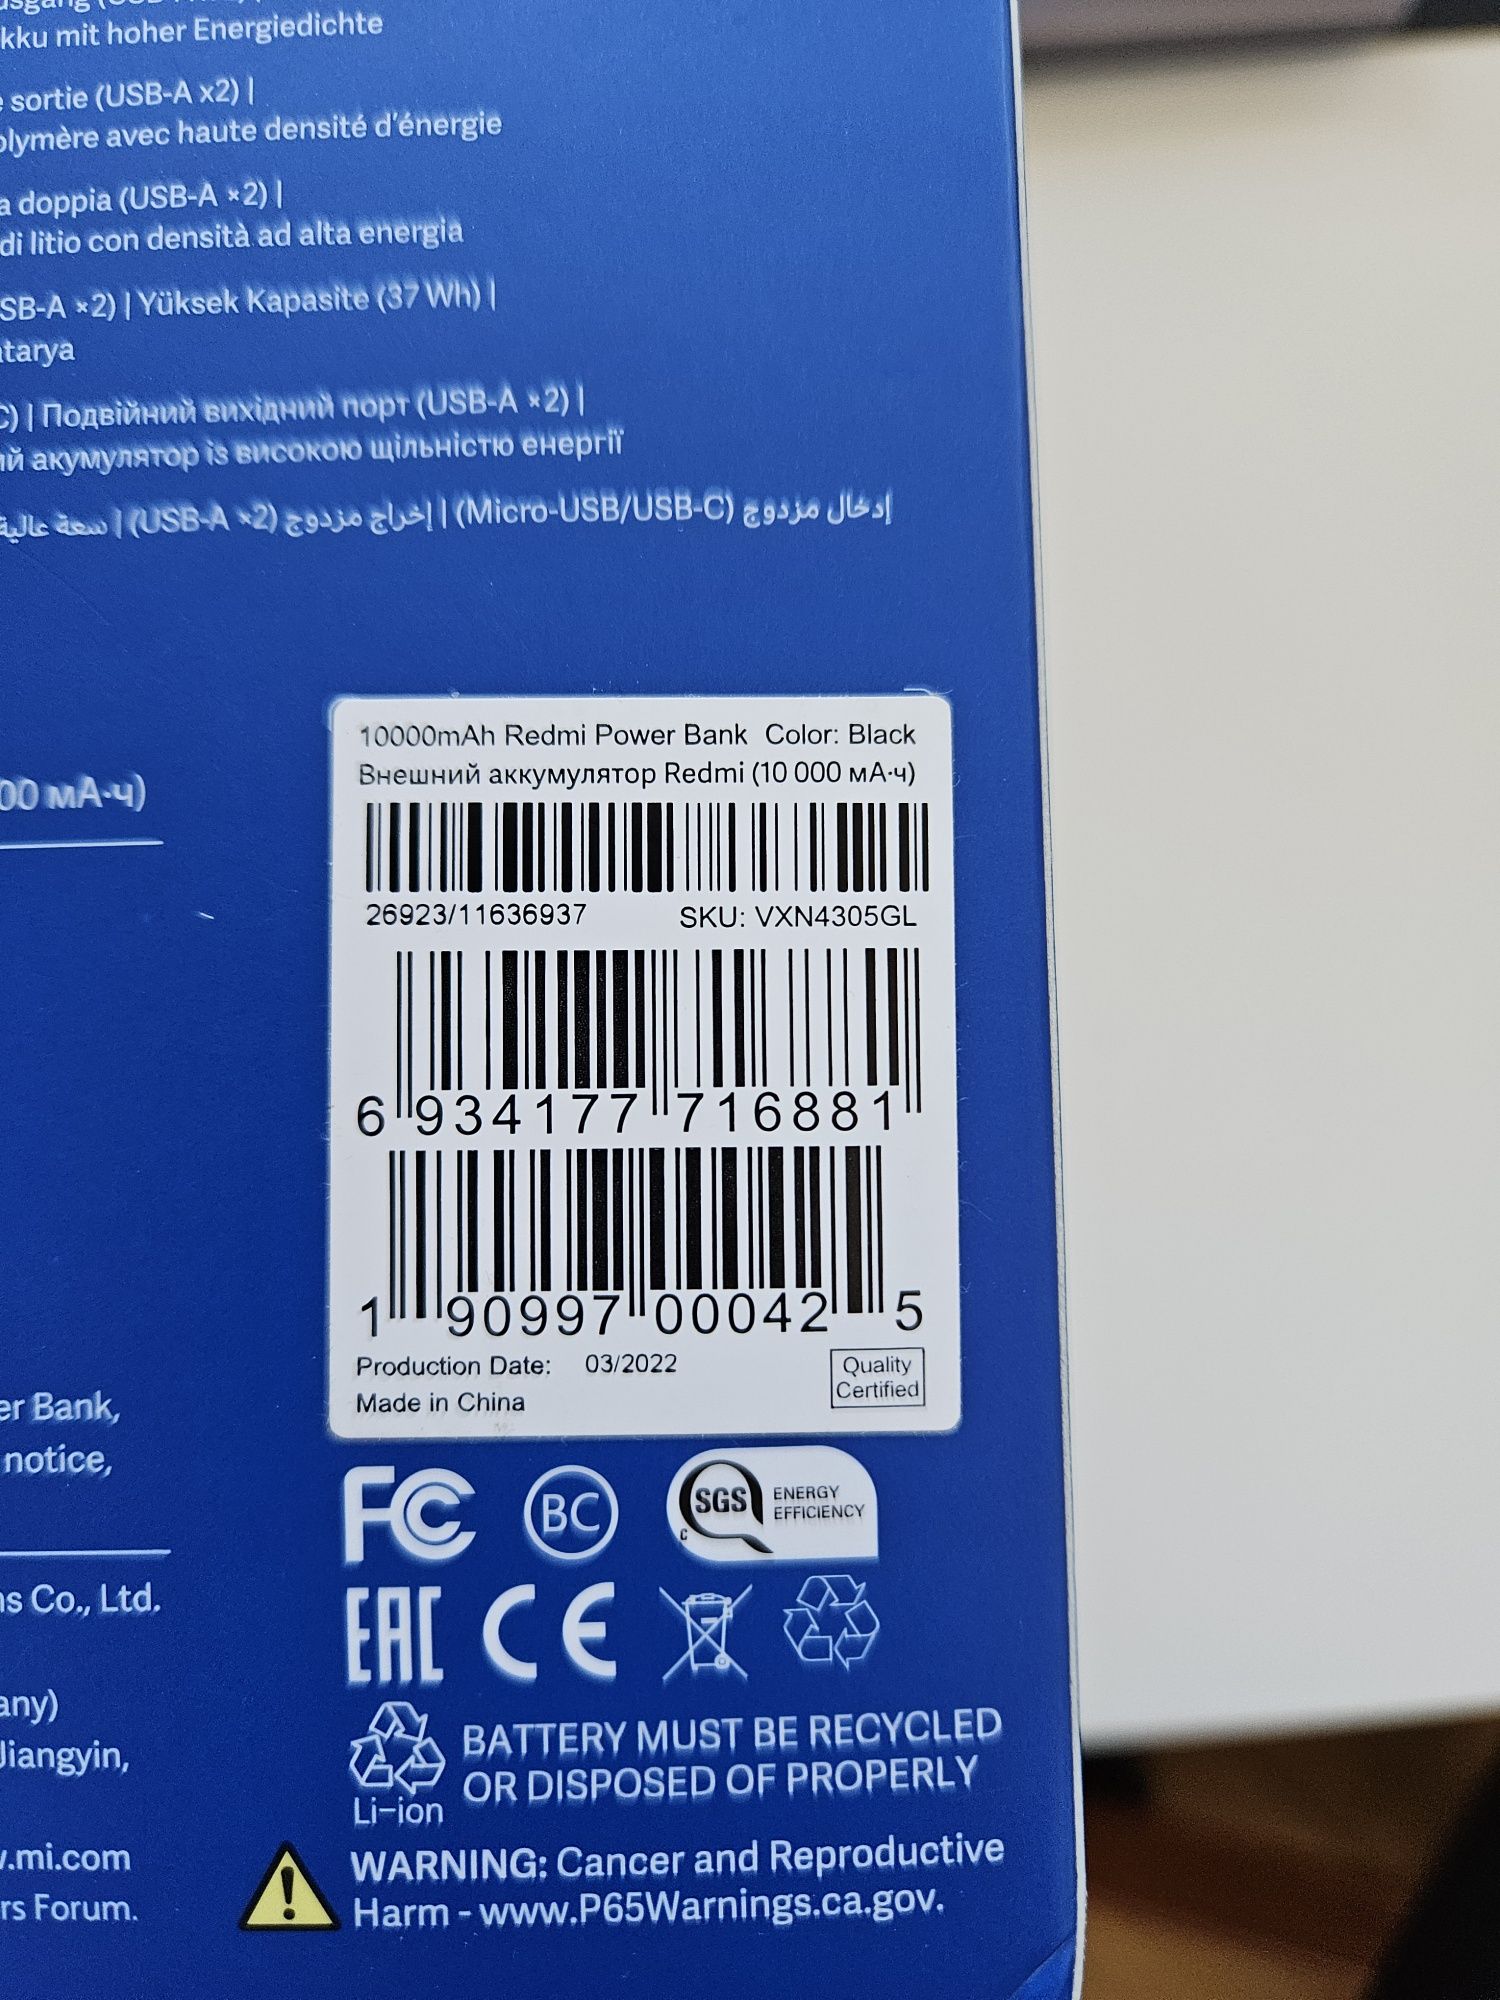 kku mit hoher Energiedichte
sortie (USB-A x2) |
olymère avec haute densité d'énergie
a doppia (USB-A ×2) |
di litio con densità ad alta energia
SB-A ×2) | Yüksek Kapasite (37 Wh) |
atarya
C) | Подвійний вихідний порт (USB-A ×2) |
ий акумулятор із високою щільністю енергії
إدخال مزدوج (Micro-USB/USB-C) | إخراج مزدوج (USB-A ×2) | سعة عالية
00 мА·ч)
10000mAh Redmi Power Bank Color: Black
Внешний аккумулятор Redmi (10 000 мА·ч)
26923/11636937 SKU: VXN4305GL
6 934177 716881
1 90997 00042 5
Production Date: 03/2022
Made in China
Quality
Certified
er Bank,
notice,
ns Co., Ltd.
any)
Jiangyin,
v.mi.com
rs Forum.
FC
BC
SGS
C
ENERGY
EFFICIENCY
EAC CE
BATTERY MUST BE RECYCLED
OR DISPOSED OF PROPERLY
Li-ion
WARNING: Cancer and Reproductive
Harm - www.P65Warnings.ca.gov.